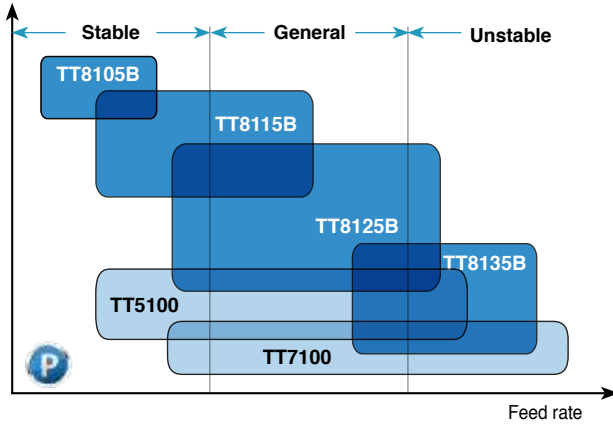 Stable General Unstable
TT8105B
TT8115B
TT8125B
TT8135B
TT5100
TT7100
P
Feed rate